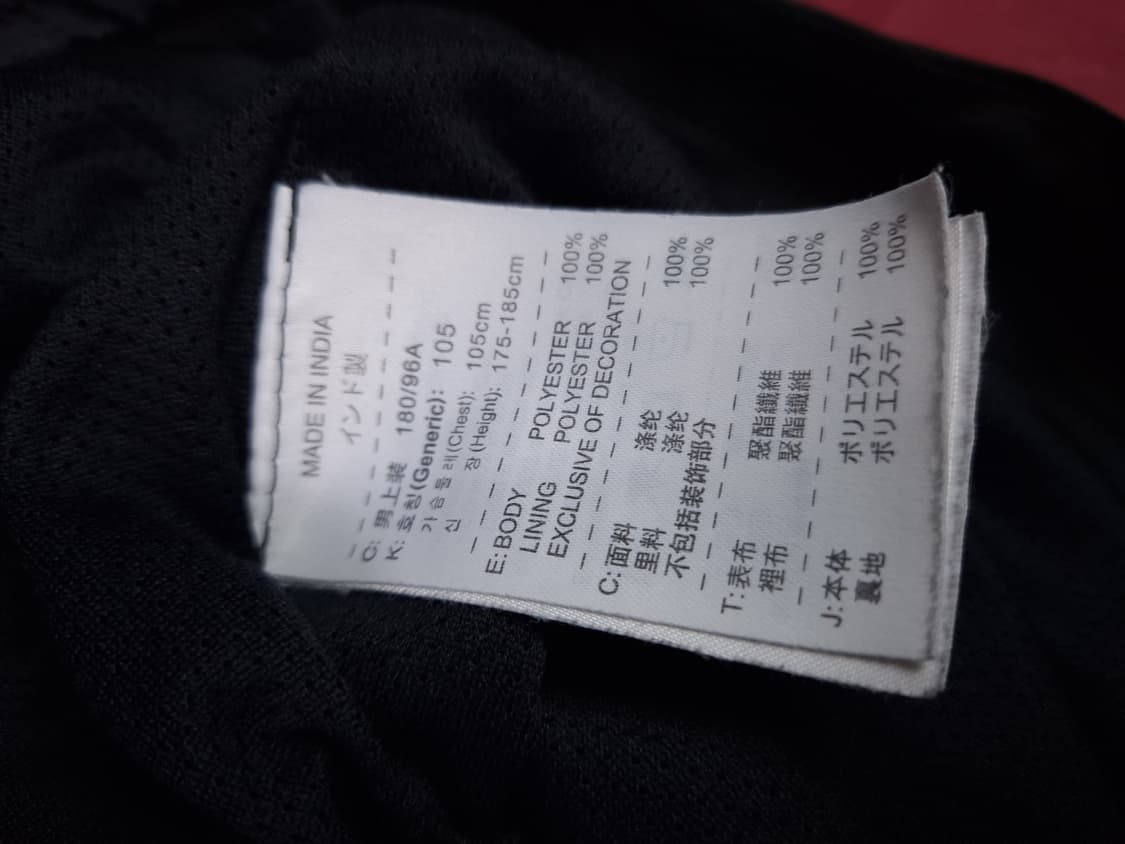 MADE IN INDIA
インド製
C: 男上装 180/96A
K: 호칭(Generic): 105
가슴둘레(Chest): 105cm
신 장(Height): 175-185cm
E: BODY POLYESTER 100%
LINING POLYESTER 100%
EXCLUSIVE OF DECORATION
C: 面料 涤纶 100%
里料 涤纶 100%
不包括装饰部分
T: 表布 聚酯纖維 100%
裡布 聚酯纖維 100%
J: 本体 ポリエステル 100%
裏地 ポリエステル 100%